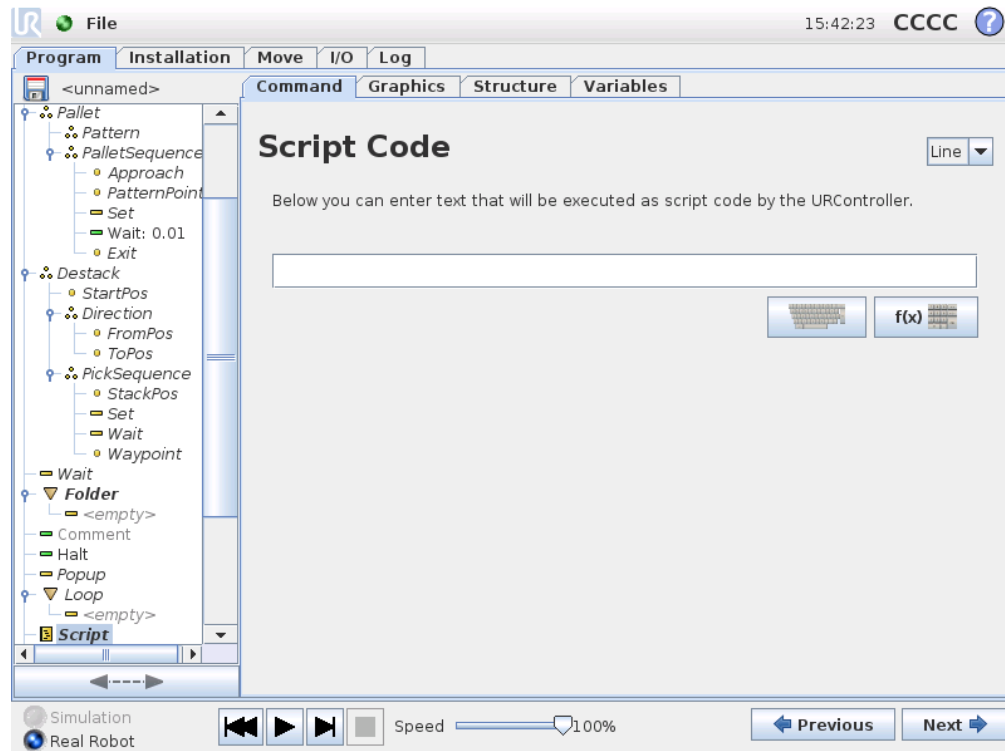 UR File 15:42:23 CCCC ?
Program Installation Move I/O Log
<unnamed>
Command Graphics Structure Variables
Pallet
Pattern
PalletSequence
Approach
PatternPoint
Set
Wait: 0.01
Exit
Destack
StartPos
Direction
FromPos
ToPos
PickSequence
StackPos
Set
Wait
Waypoint
Wait
Folder
<empty>
Comment
Halt
Popup
Loop
<empty>
Script
Script Code
Line
Below you can enter text that will be executed as script code by the URController.
f(x)
Simulation
Real Robot
Speed 100%
Previous Next